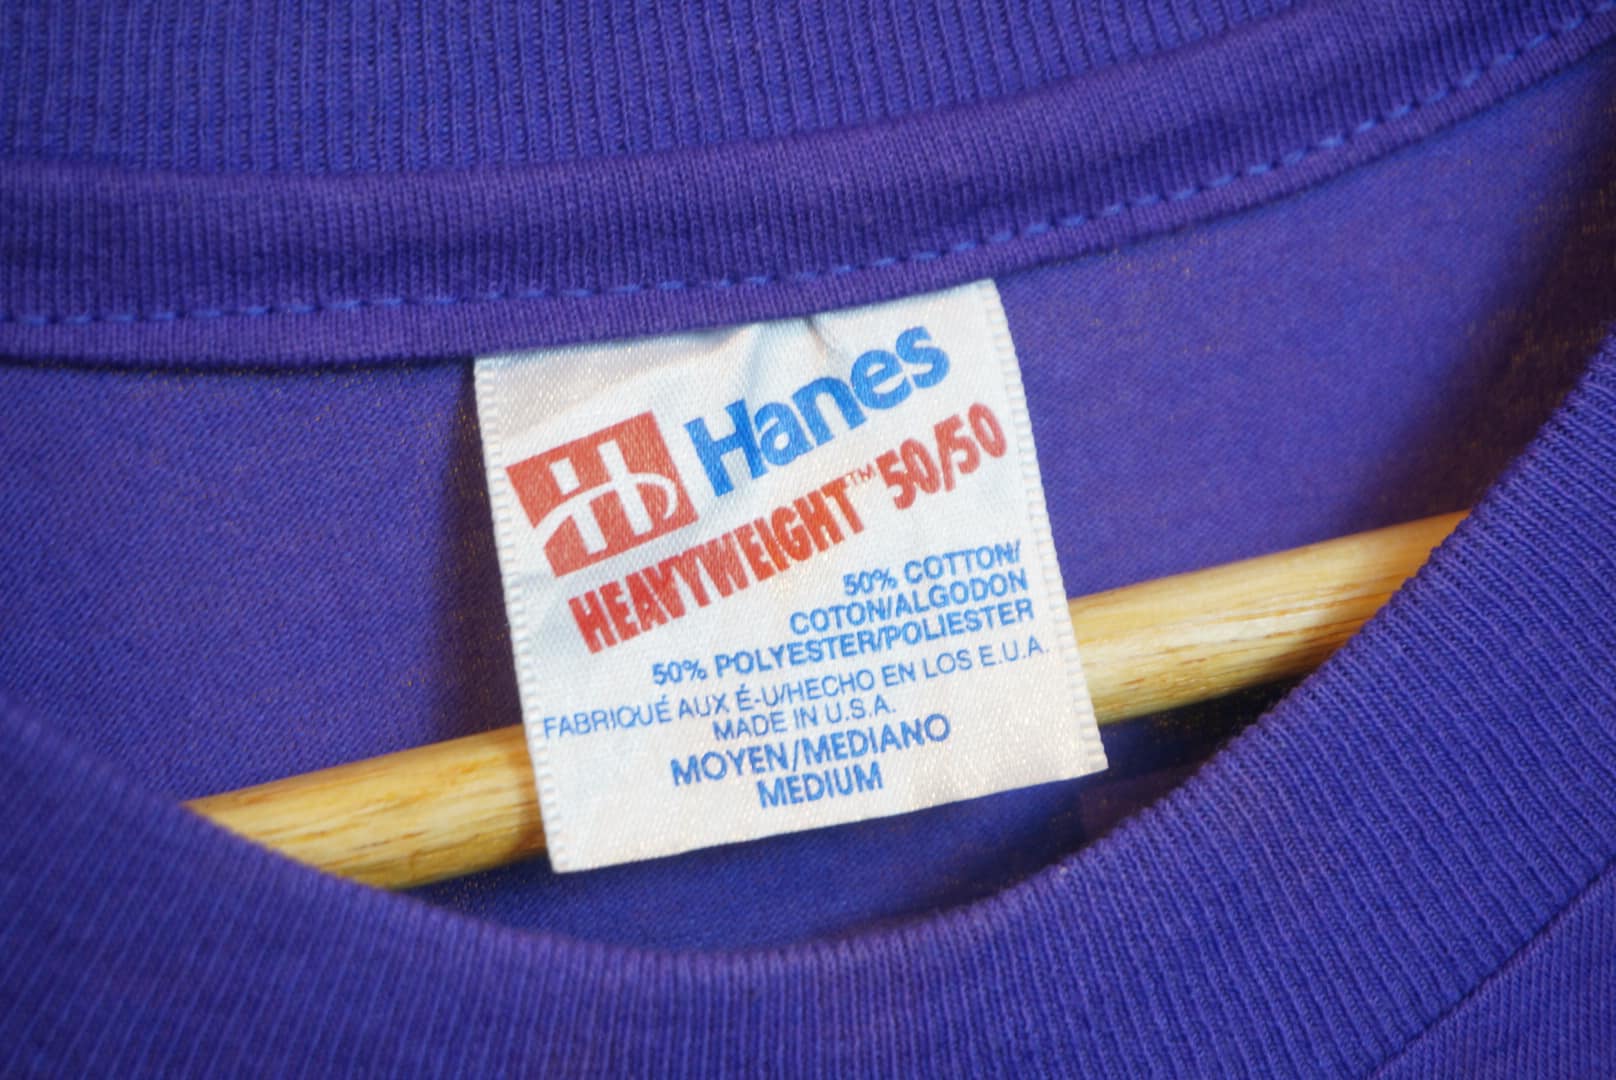 Hanes
HEAVYWEIGHT™ 50/50
50% COTTON/
COTON/ALGODON
50% POLYESTER/POLIESTER
FABRIQUÉ AUX É-U/HECHO EN LOS E.U.A.
MADE IN U.S.A.
MOYEN/MEDIANO
MEDIUM